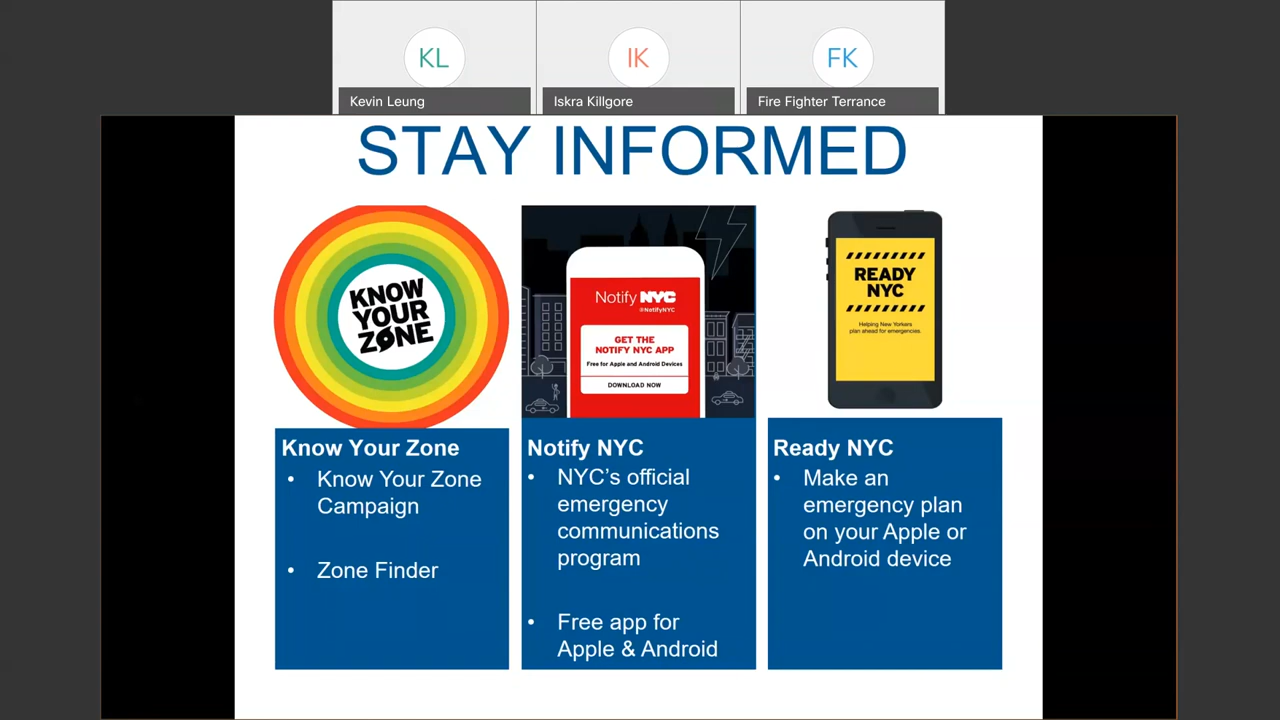 KL
IK
FK
Kevin Leung
Iskra Killgore
Fire Fighter Terrance
STAY INFORMED
KNOW
YOUR
ZONE
Notify NYC
@NotifyNYC
GET THE
NOTIFY NYC APP
Free for Apple and Android Devices
DOWNLOAD NOW
READY
NYC
Helping New Yorkers
plan ahead for emergencies.
Know Your Zone
• Know Your Zone
Campaign
• Zone Finder
Notify NYC
• NYC’s official
emergency
communications
program
• Free app for
Apple & Android
Ready NYC
• Make an
emergency plan
on your Apple or
Android device